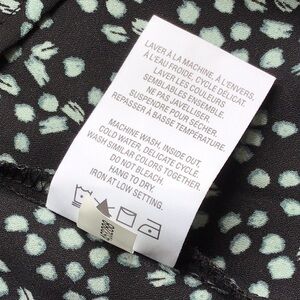 LAVER À LA MACHINE, À L'ENVERS,
À L'EAU FROIDE, CYCLE DÉLICAT.
LAVER LES COULEURS
SEMBLABLES ENSEMBLE.
NE PAS JAVELLISER.
SUSPENDRE POUR SÉCHER.
REPASSER À BASSE TEMPÉRATURE.
MACHINE WASH, INSIDE OUT,
COLD WATER, DELICATE CYCLE.
WASH SIMILAR COLORS TOGETHER.
DO NOT BLEACH.
HANG TO DRY.
IRON AT LOW SETTING.